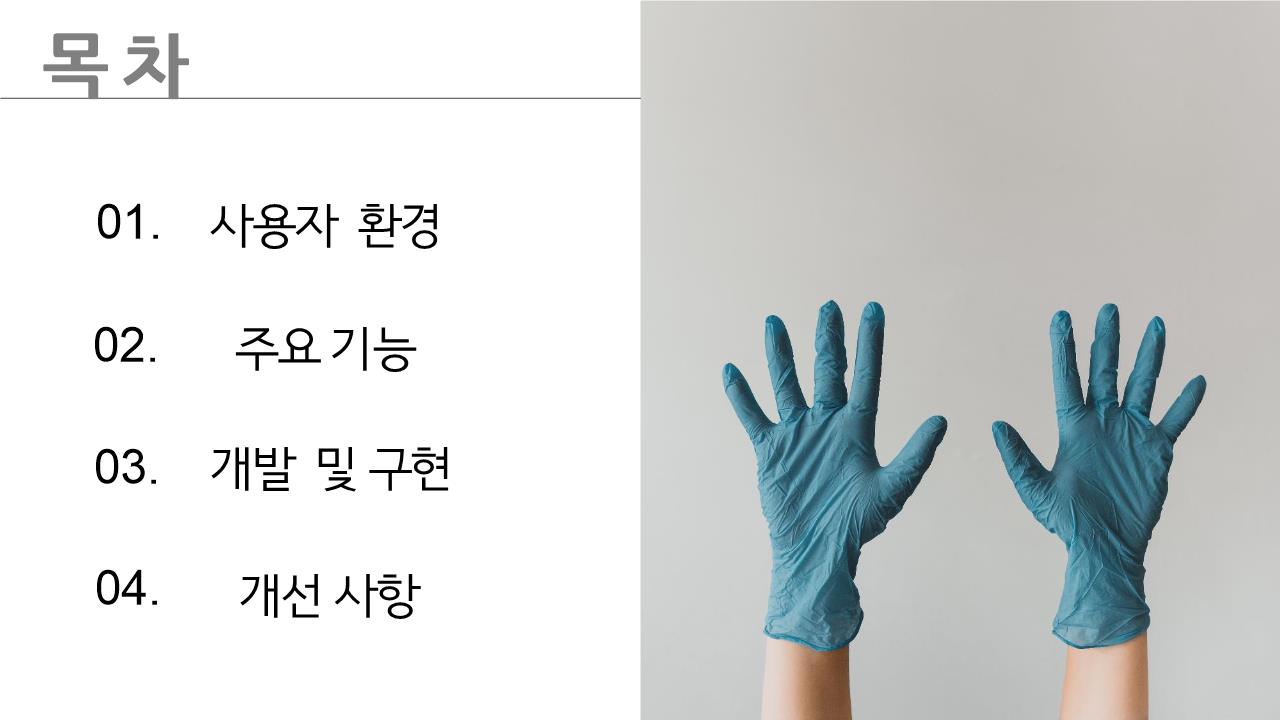 목차
01. 사용자 환경
02. 주요 기능
03. 개발 및 구현
04. 개선 사항